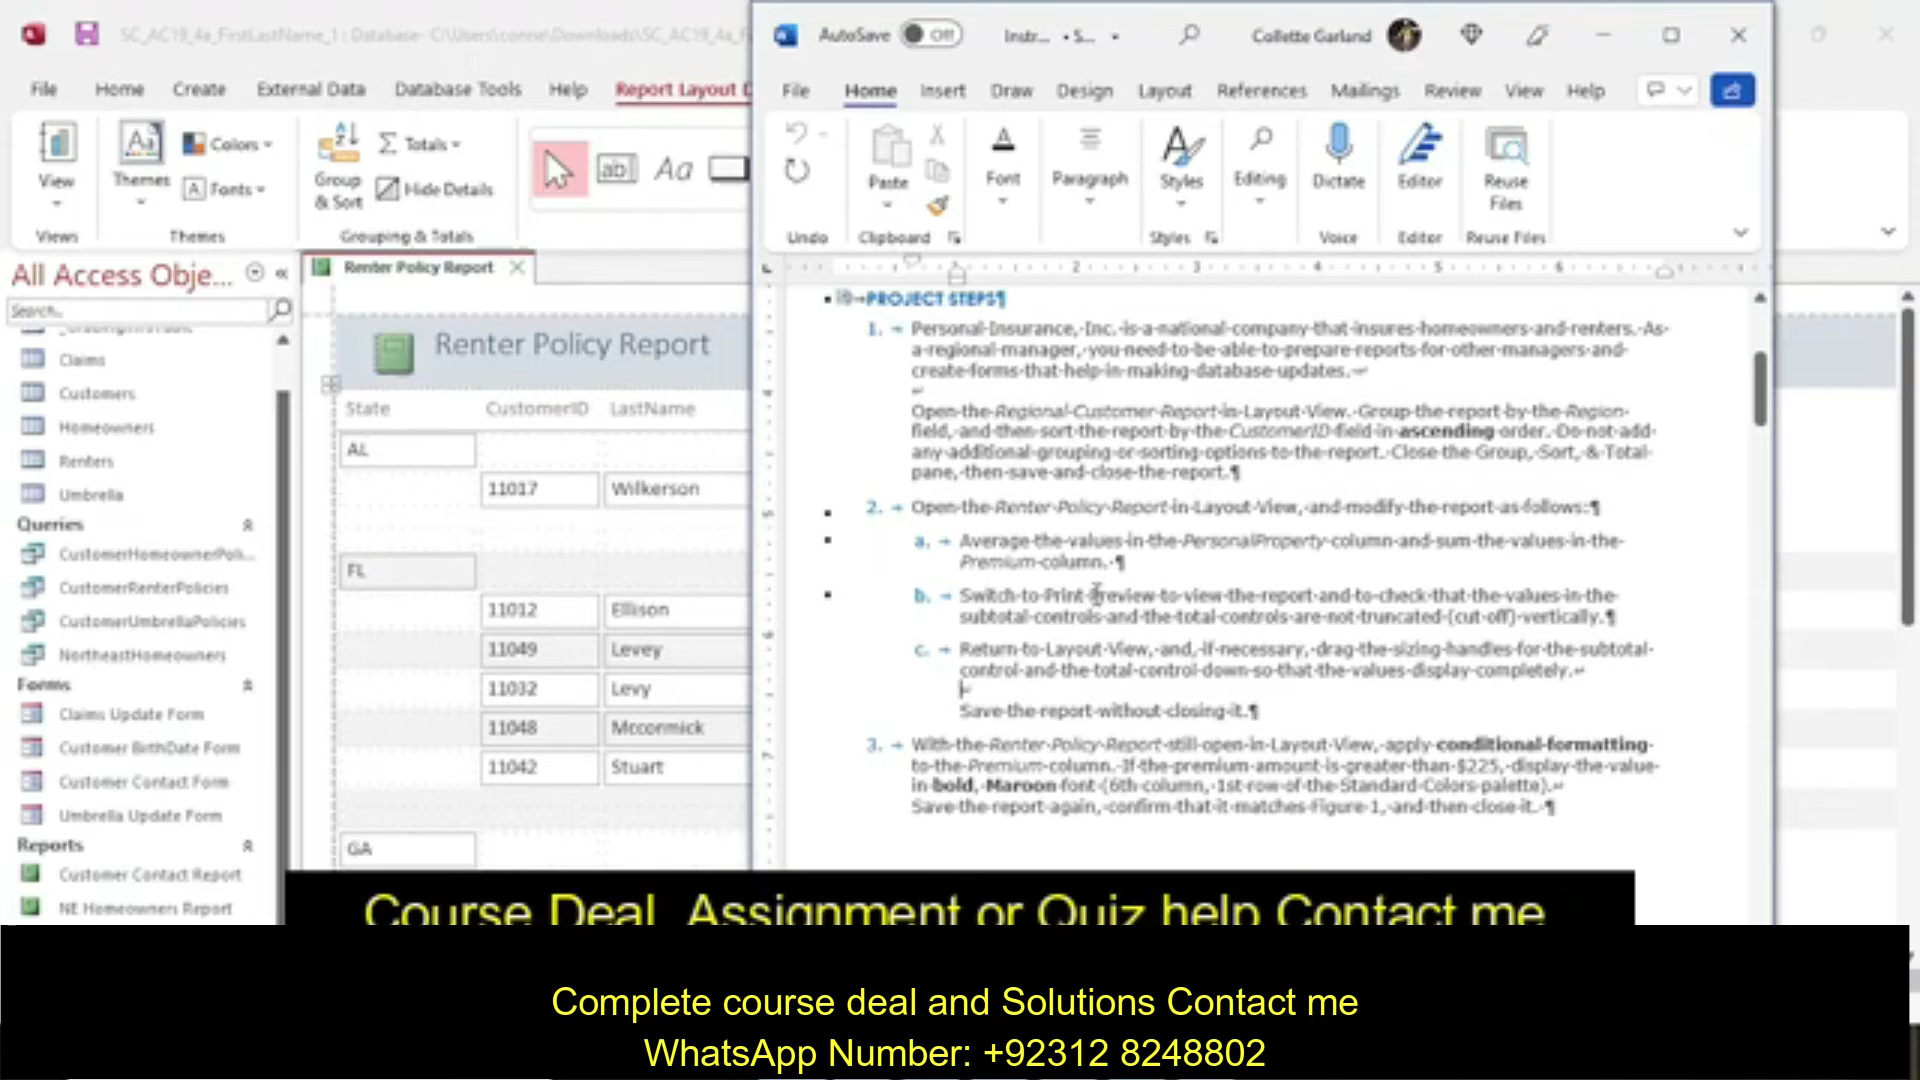 SC_AC19_4a_FirstLastName_1 : Database- C:\Users\conne\Downloads\SC_AC19_4a_Fi
File Home Create External Data Database Tools Help Report Layout D
View
Views
Themes
Colors
Fonts
Themes
Group & Sort
Totals
Hide Details
Grouping & Totals
ab|
Aa
All Access Obje...
Search...
Claims
Customers
Homeowners
Renters
Umbrella
Queries
CustomerHomeownerPoli...
CustomerRenterPolicies
CustomerUmbrellaPolicies
NortheastHomeowners
Forms
Claims Update Form
Customer BirthDate Form
Customer Contact Form
Umbrella Update Form
Reports
Customer Contact Report
NE Homeowners Report
Renter Policy Report
Renter Policy Report
State CustomerID LastName
AL
11017 Wilkerson
FL
11012 Ellison
11049 Levey
11032 Levy
11048 Mccormick
11042 Stuart
GA
AutoSave Off Instr... • S... Collette Garland
File Home Insert Draw Design Layout References Mailings Review View Help
Undo
Paste
Clipboard
Font
Paragraph
Styles
Styles
Editing
Dictate
Voice
Editor
Editor
Reuse Files
Reuse Files
1 2 3 4 5 6
PROJECT STEPS¶
1. Personal Insurance, Inc. is a national company that insures homeowners and renters. As
a regional manager, you need to be able to prepare reports for other managers and
create forms that help in making database updates.
Open the Regional Customer Report in Layout View. Group the report by the Region
field, and then sort the report by the CustomerID field in ascending order. Do not add
any additional grouping or sorting options to the report. Close the Group, Sort, & Total
pane, then save and close the report.¶
2. Open the Renter Policy Report in Layout View, and modify the report as follows:¶
a. Average the values in the PersonalProperty column and sum the values in the
Premium column. ¶
b. Switch to Print Preview to view the report and to check that the values in the
subtotal controls and the total controls are not truncated (cut off) vertically.¶
c. Return to Layout View, and, if necessary, drag the sizing handles for the subtotal
control and the total control down so that the values display completely.
Save the report without closing it.¶
3. With the Renter Policy Report still open in Layout View, apply conditional formatting
to the Premium column. If the premium amount is greater than $225, display the value
in bold, Maroon font (6th column, 1st row of the Standard Colors palette).
Save the report again, confirm that it matches Figure 1, and then close it. ¶
Course Deal, Assignment or Quiz help Contact me
Complete course deal and Solutions Contact me
WhatsApp Number: +92312 8248802